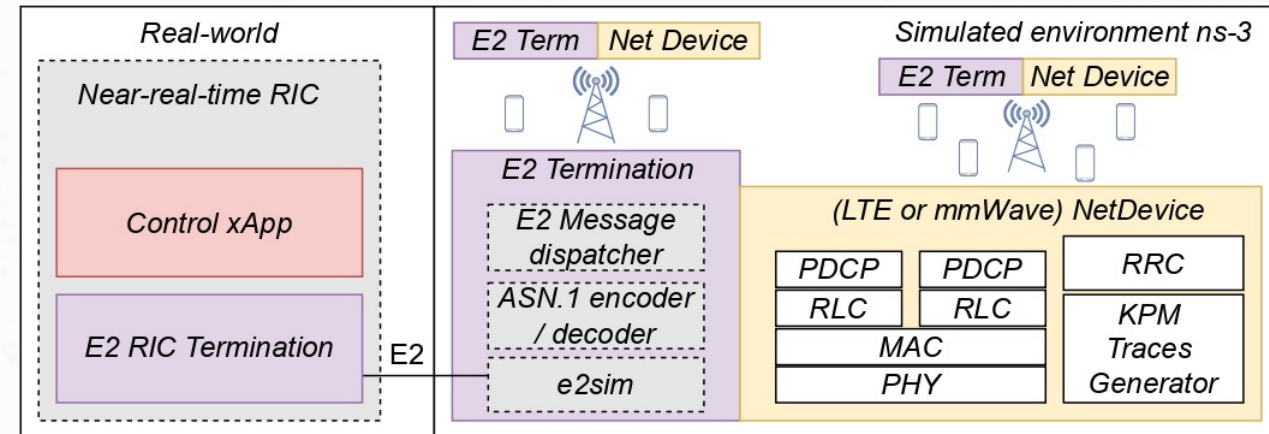 Real-world
Near-real-time RIC
Control xApp
E2 RIC Termination
E2
E2 Term Net Device
Simulated environment ns-3
E2 Term Net Device
E2 Termination
E2 Message
dispatcher
ASN.1 encoder
/ decoder
e2sim
(LTE or mmWave) NetDevice
PDCP PDCP
RLC RLC
MAC
PHY
RRC
KPM
Traces
Generator